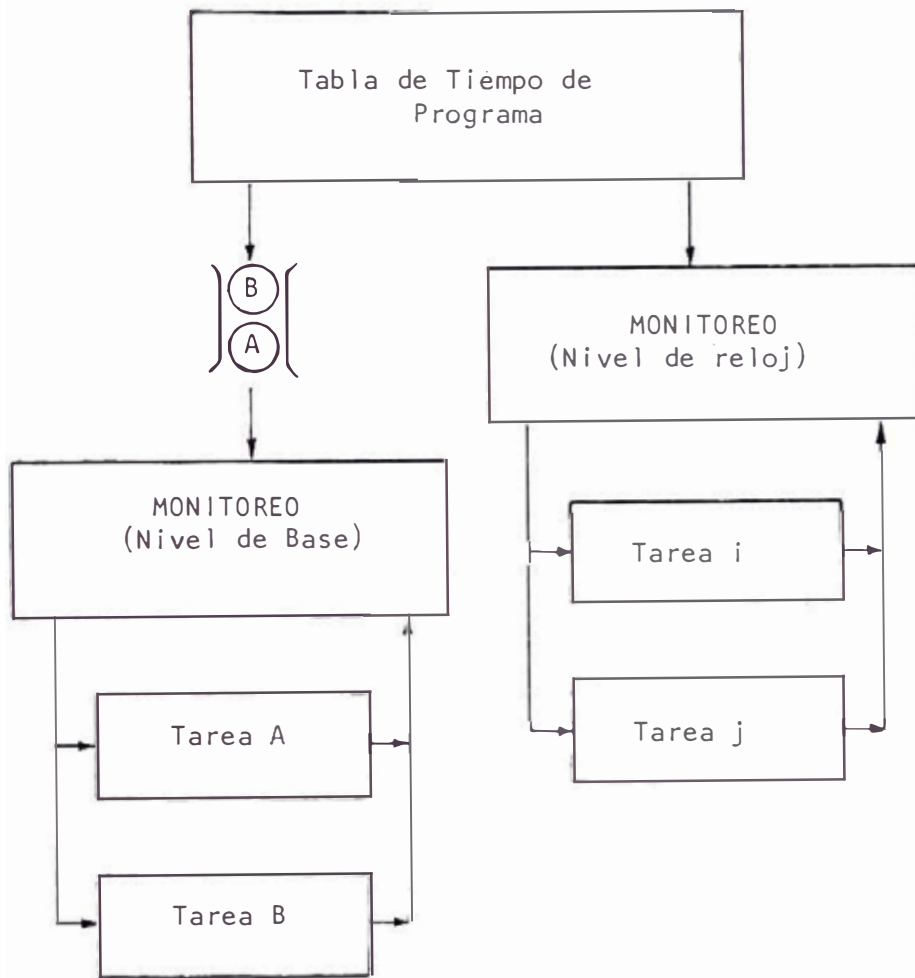 Tabla de Tiempo de
Programa
B
A
MONITOREO
(Nivel de reloj)
MONITOREO
(Nivel de Base)
Tarea i
Tarea j
Tarea A
Tarea B